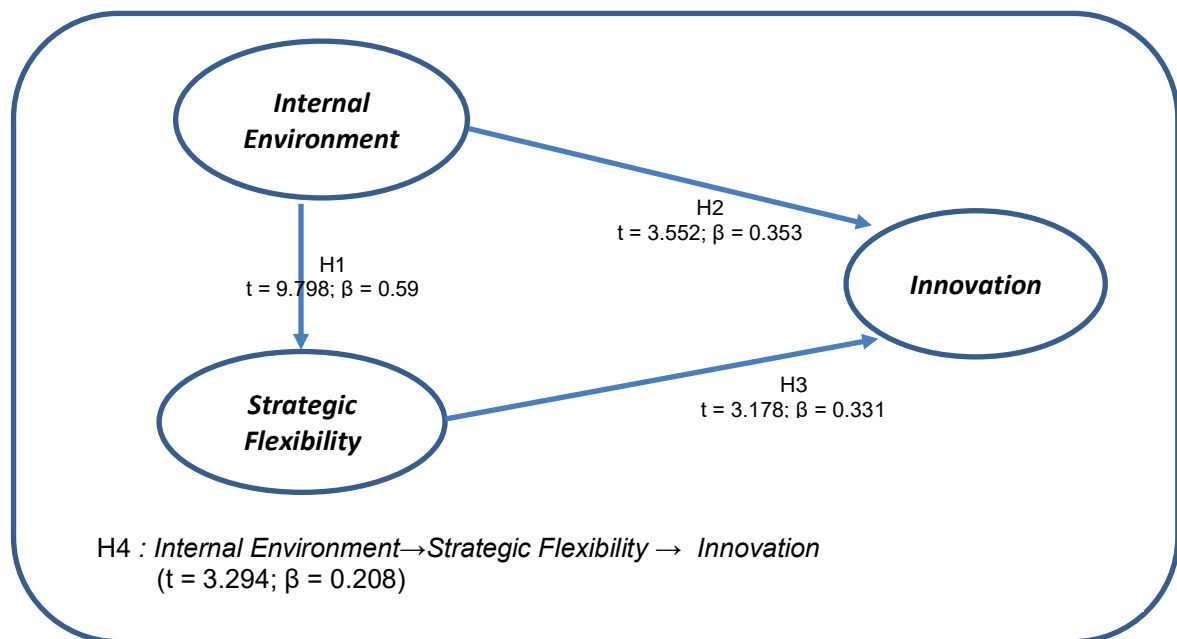 Internal
Environment
H2
t = 3.552; β = 0.353
H1
t = 9.798; β = 0.59
Innovation
Strategic
Flexibility
H3
t = 3.178; β = 0.331
H4 : Internal Environment→Strategic Flexibility → Innovation
(t = 3.294; β = 0.208)